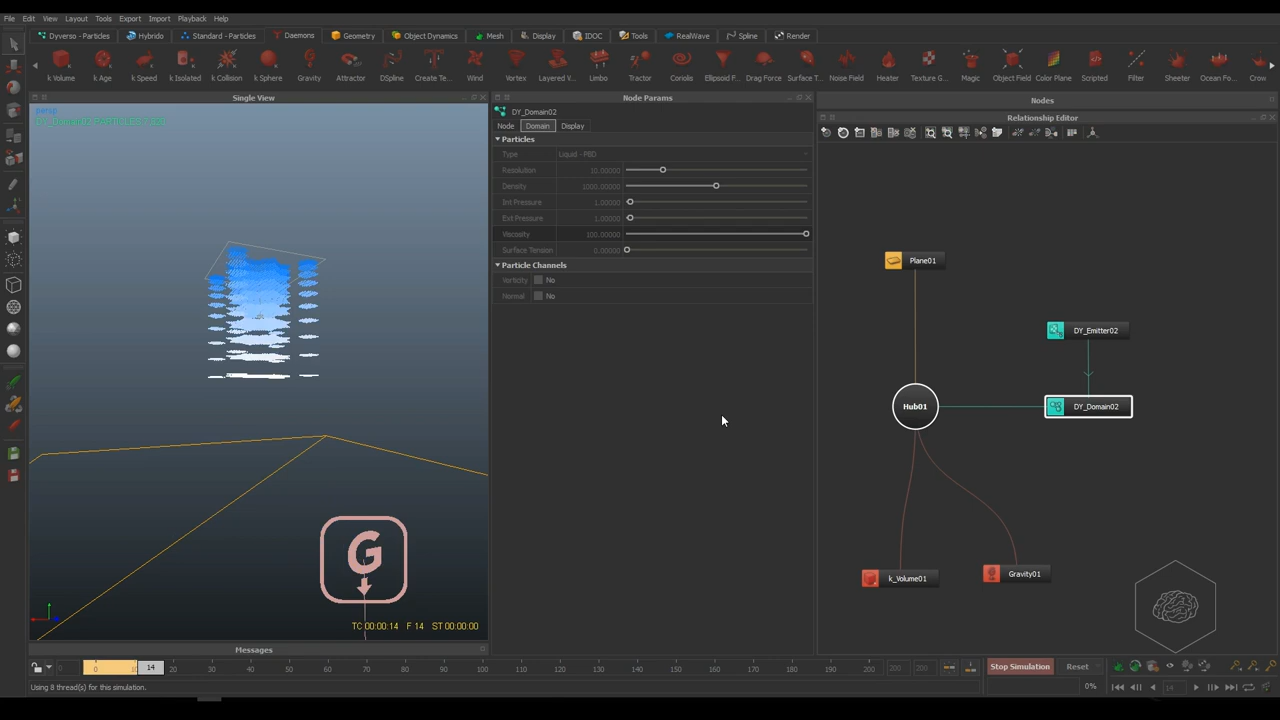 File Edit View Layout Tools Export Import Playback Help
Dyverso - Particles Hybrido Standard - Particles Daemons Geometry Object Dynamics Mesh Display IDOC Tools RealWave Spline Render
k Volume k Age k Speed k Isolated k Collision k Sphere Gravity Attractor DSpline Create Te... Wind Vortex Layered V... Limbo Tractor Coriolis Ellipsoid F... Drag Force Surface T... Noise Field Heater Texture G... Magic Object Field Color Plane Scripted Filter Sheeter Ocean Fo... Crow
Single View
Node Params
Nodes
Relationship Editor
persp
DY_Domain02
Node Domain Display
Particles
Type Liquid - PBD
Resolution 10.00000
Density 1000.00000
Int Pressure 1.00000
Ext Pressure 1.00000
Viscosity 100.00000
Surface Tension 0.00000
Particle Channels
Vorticity No
Normal No
Plane01
DY_Emitter02
Hub01
DY_Domain02
k_Volume01
Gravity01
G
TC 00:00:14 F 14 ST 00:00:00
Messages
0 0 10 14 20 30 40 50 60 70 80 90 100 110 120 130 140 150 160 170 180 190 200 200 200
Stop Simulation Reset
Using 8 thread(s) for this simulation.
0% 14